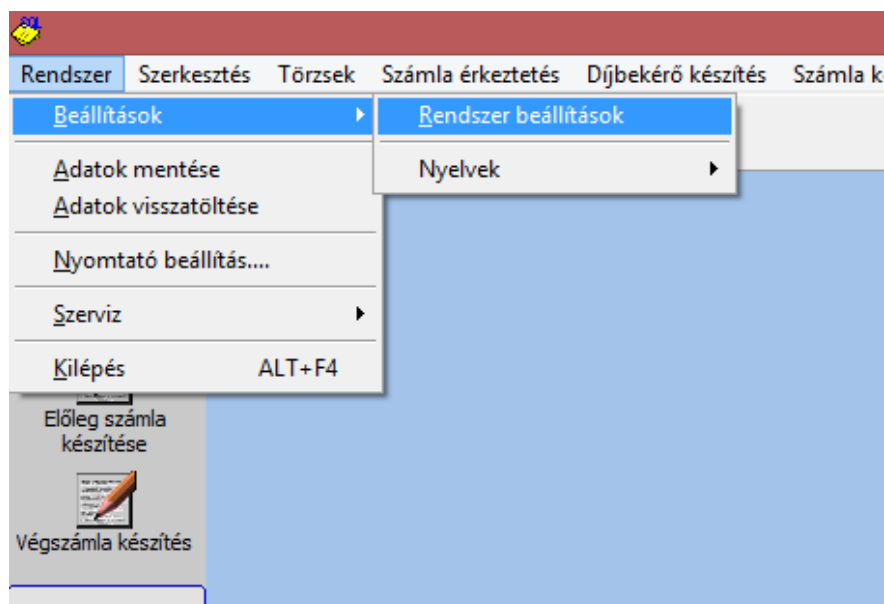 Rendszer Szerkesztés Törzsek Számla érkeztetés Díjbekérő készítés Számla k
Beállítások
Rendszer beállítások
Adatok mentése
Nyelvek
Adatok visszatöltése
Nyomtató beállítás....
Szerviz
Kilépés ALT+F4
Előleg számla
készítése
Végszámla készítés